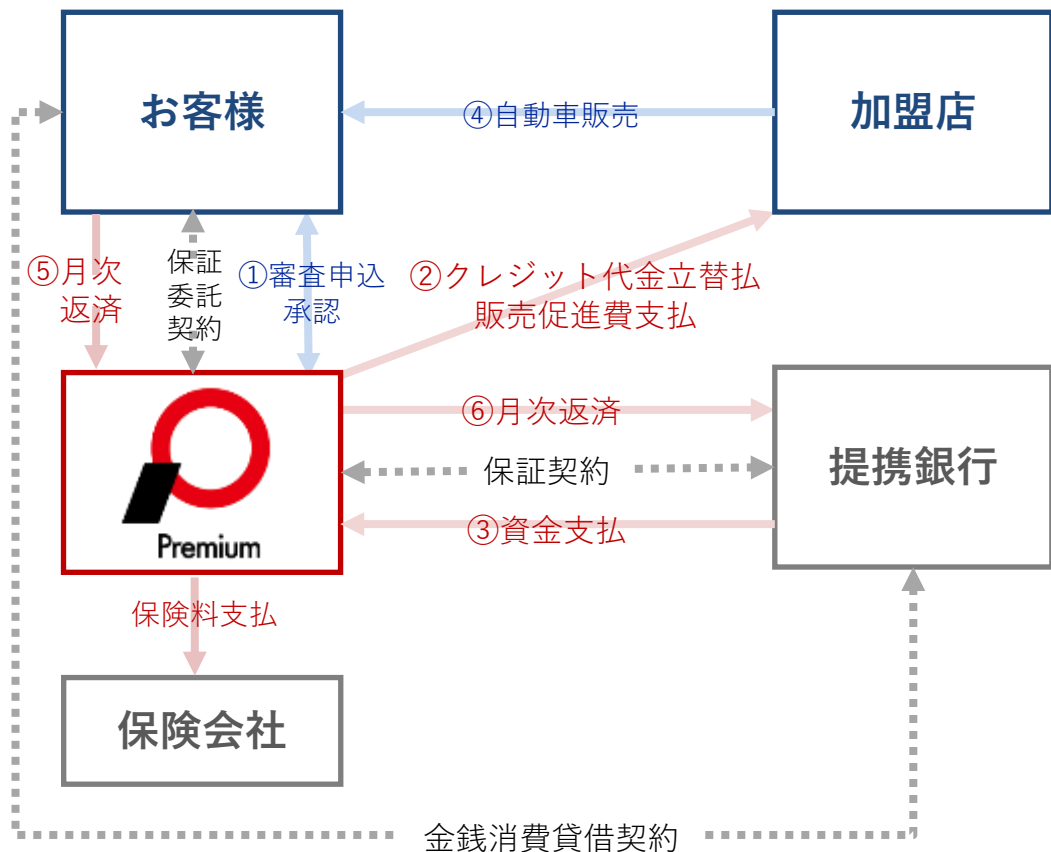 お客様
④自動車販売
加盟店
⑤月次
返済
保証
委託
契約
①審査申込
承認
②クレジット代金立替払
販売促進費支払
Premium
⑥月次返済
保証契約
③資金支払
提携銀行
保険料支払
保険会社
金銭消費貸借契約